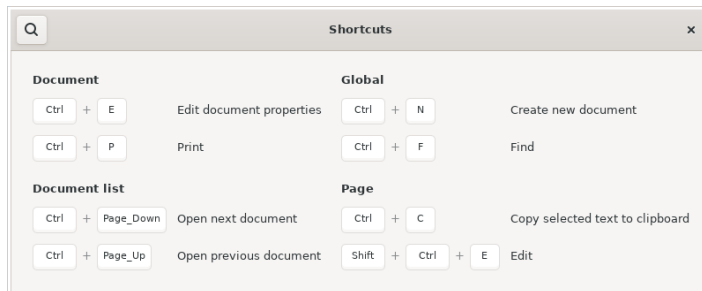 Shortcuts
Document
Ctrl + E Edit document properties
Ctrl + P Print
Global
Ctrl + N Create new document
Ctrl + F Find
Document list
Ctrl + Page_Down Open next document
Ctrl + Page_Up Open previous document
Page
Ctrl + C Copy selected text to clipboard
Shift + Ctrl + E Edit